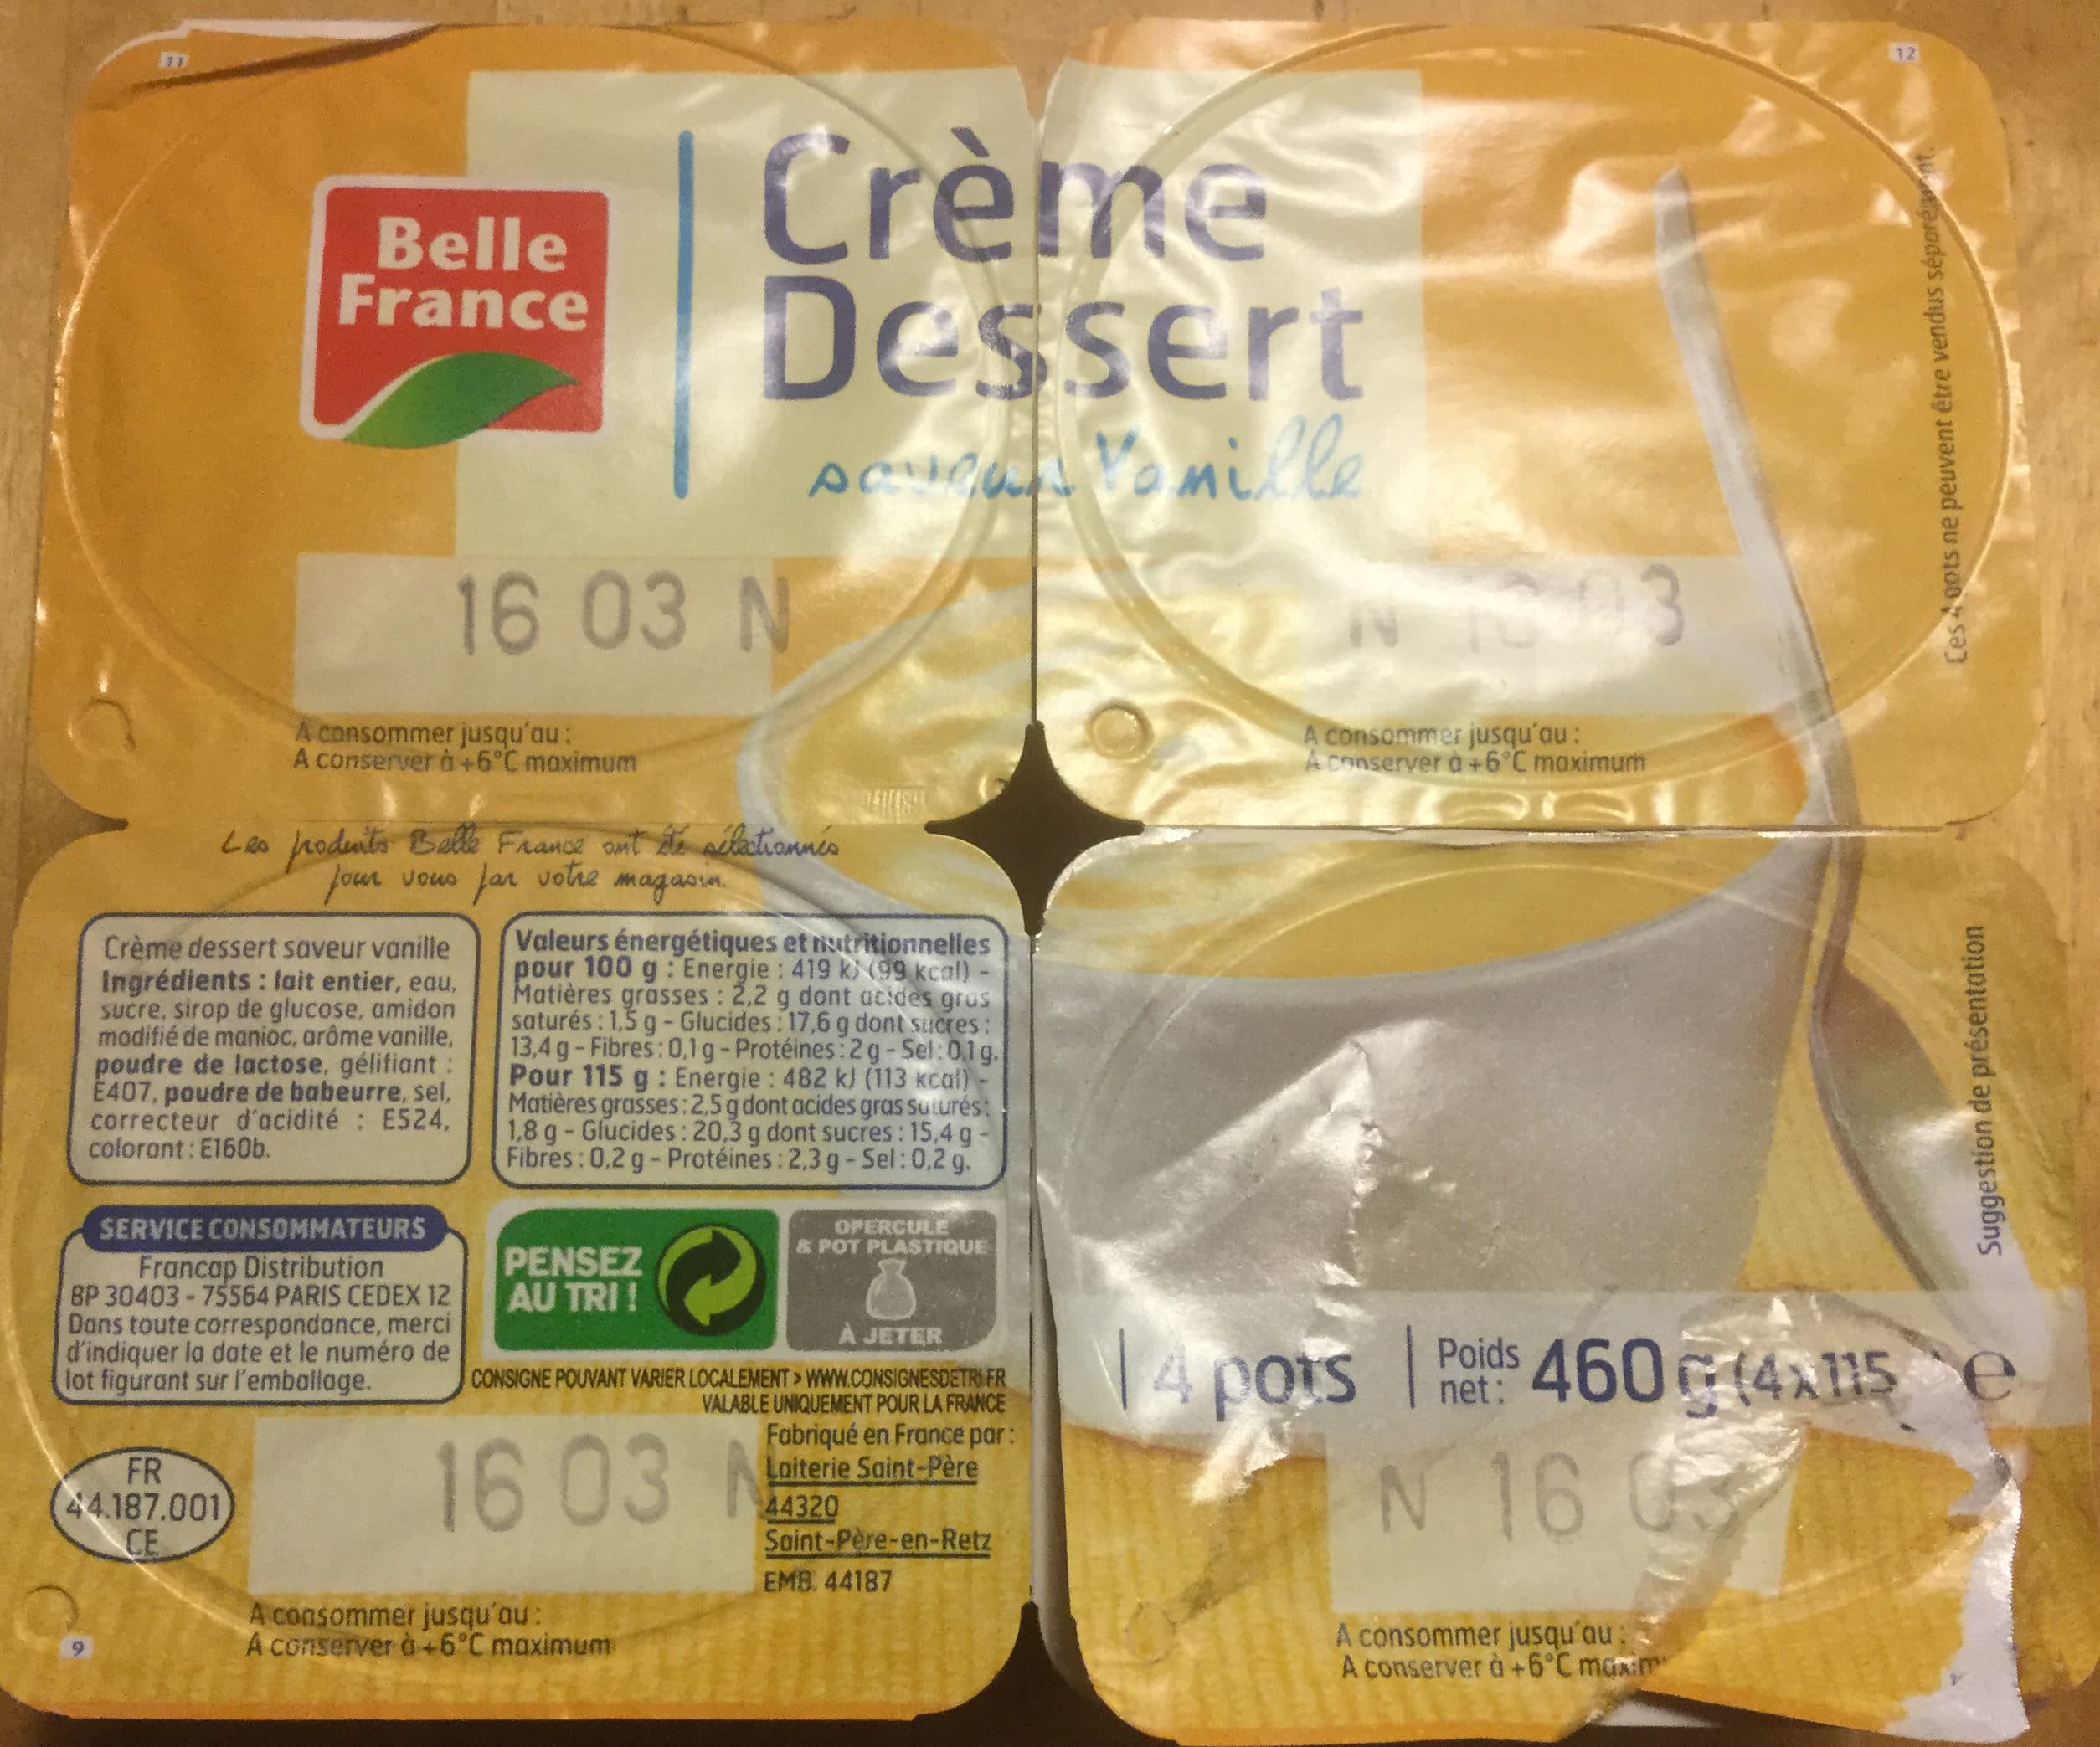 11
12
Belle
France
Crème
Dessert
saveur Vanille
Ces 4 pots ne peuvent être vendus séparément.
16 03 N
N 16 03
A consommer jusqu'au :
A conserver à +6°C maximum
A consommer jusqu'au :
A conserver à +6°C maximum
Les produits Belle France ont été sélectionnés
pour vous par votre magasin.
Crème dessert saveur vanille
Ingrédients : lait entier, eau,
sucre, sirop de glucose, amidon
modifié de manioc, arôme vanille,
poudre de lactose, gélifiant :
E407, poudre de babeurre, sel,
correcteur d'acidité : E524,
colorant : E160b.
Valeurs énergétiques et nutritionnelles
pour 100 g : Energie : 419 kJ (99 kcal) -
Matières grasses : 2,2 g dont acides gras
saturés : 1,5 g - Glucides : 17,6 g dont sucres :
13,4 g - Fibres : 0,1 g - Protéines : 2 g - Sel : 0,1 g.
Pour 115 g : Energie : 482 kJ (113 kcal) -
Matières grasses : 2,5 g dont acides gras saturés :
1,8 g - Glucides : 20,3 g dont sucres : 15,4 g -
Fibres : 0,2 g - Protéines : 2,3 g - Sel : 0,2 g.
SERVICE CONSOMMATEURS
Francap Distribution
BP 30403 - 75564 PARIS CEDEX 12
Dans toute correspondance, merci
d'indiquer la date et le numéro de
lot figurant sur l'emballage.
PENSEZ
AU TRI !
OPERCULE
& POT PLASTIQUE
À JETER
CONSIGNE POUVANT VARIER LOCALEMENT > WWW.CONSIGNESDETRI.FR
VALABLE UNIQUEMENT POUR LA FRANCE
FR
44.187.001
CE
16 03 N
Fabriqué en France par :
Laiterie Saint-Père
44320
Saint-Père-en-Retz
EMB. 44187
A consommer jusqu'au :
A conserver à +6°C maximum
9
Suggestion de présentation
4 pots
Poids
net :
460 g (4x115 e
N 16 03
A consommer jusqu'au :
A conserver à +6°C maxim